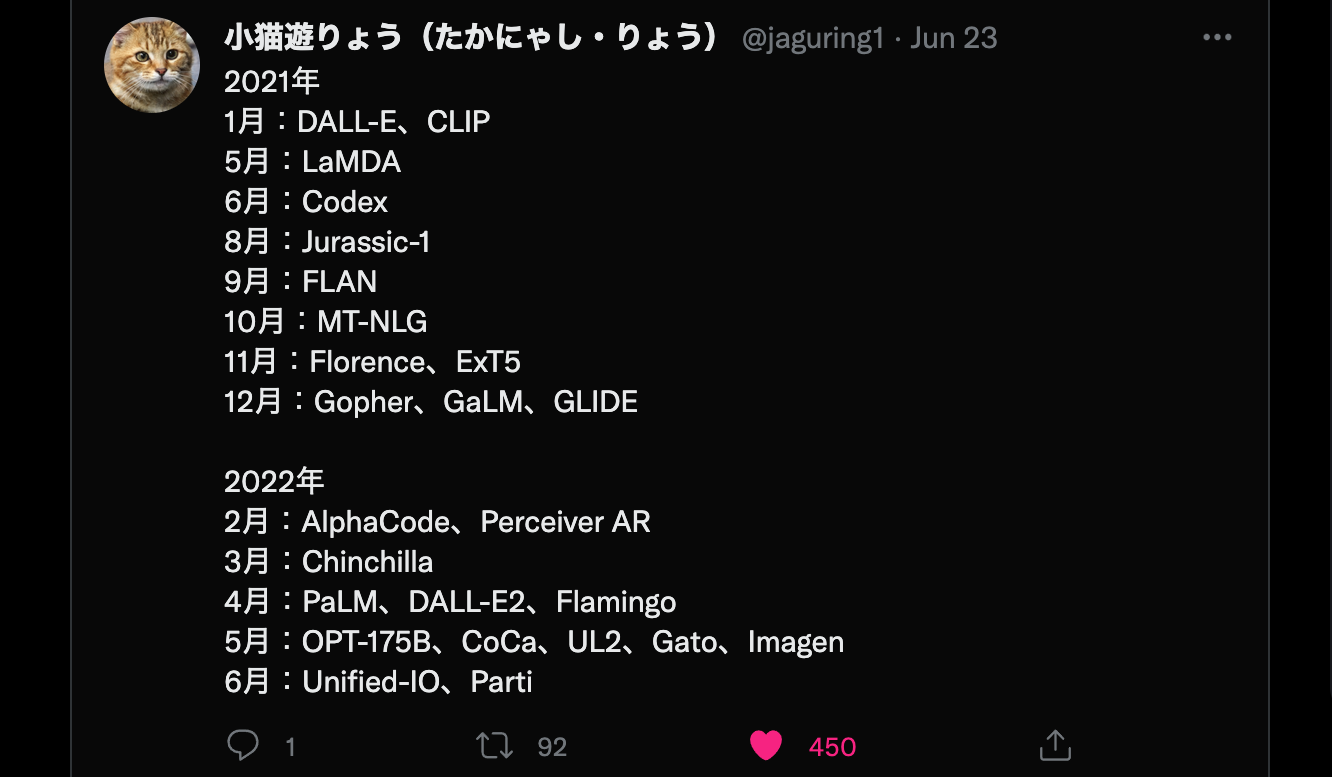 小猫遊りょう（たかにゃし・りょう） @jaguring1 · Jun 23
2021年
1月：DALL-E、CLIP
5月：LaMDA
6月：Codex
8月：Jurassic-1
9月：FLAN
10月：MT-NLG
11月：Florence、ExT5
12月：Gopher、GaLM、GLIDE
2022年
2月：AlphaCode、Perceiver AR
3月：Chinchilla
4月：PaLM、DALL-E2、Flamingo
5月：OPT-175B、CoCa、UL2、Gato、Imagen
6月：Unified-IO、Parti
1 92 450